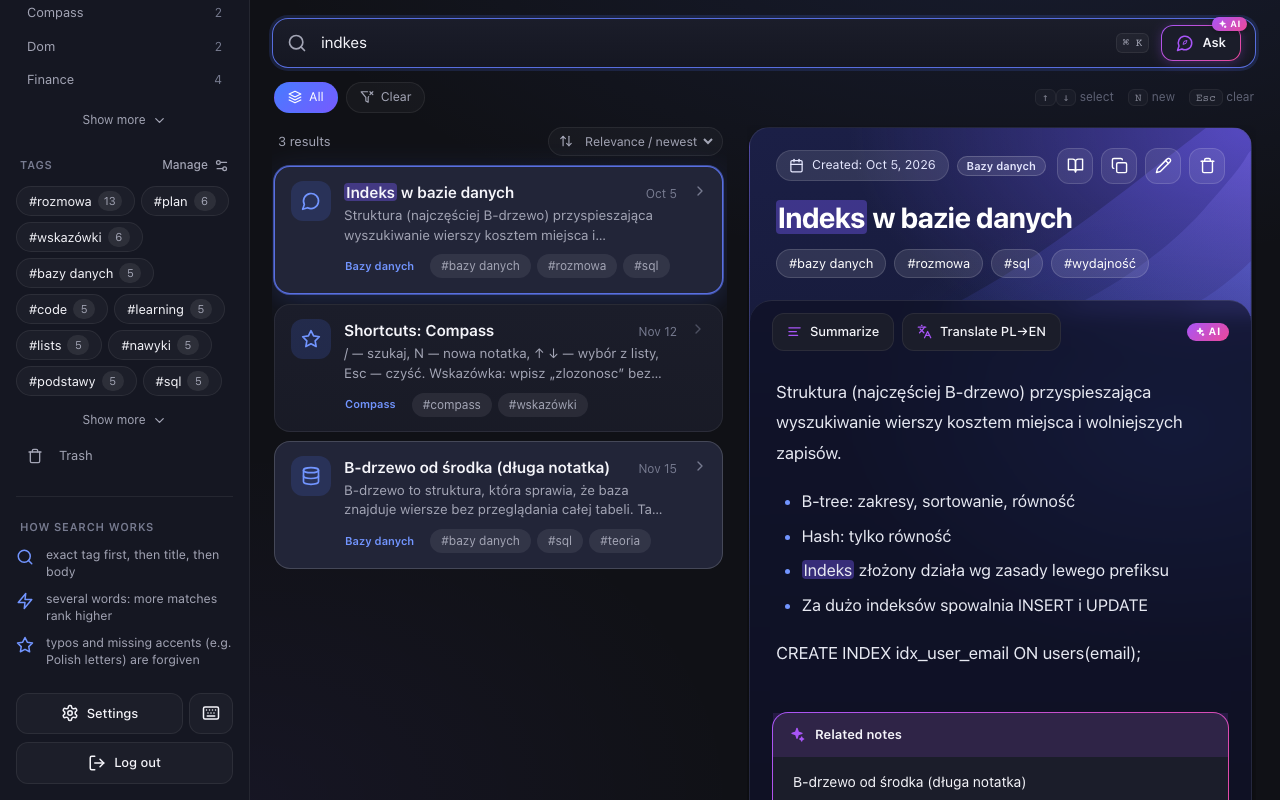 Compass 2
Dom 2
Finance 4
Show more
TAGS Manage
#rozmowa 13 #plan 6
#wskazówki 6
#bazy danych 5
#code 5 #learning 5
#lists 5 #nawyki 5
#podstawy 5 #sql 5
Show more
Trash
HOW SEARCH WORKS
exact tag first, then title, then
body
several words: more matches
rank higher
typos and missing accents (e.g.
Polish letters) are forgiven
Settings
Log out
indkes
⌘ K
Ask
AI
All Clear
↑ ↓ select N new Esc clear
3 results
Relevance / newest
Indeks w bazie danych Oct 5
Struktura (najczęściej B-drzewo) przyspieszająca
wyszukiwanie wierszy kosztem miejsca i…
Bazy danych #bazy danych #rozmowa #sql
Shortcuts: Compass Nov 12
/ — szukaj, N — nowa notatka, ↑ ↓ — wybór z listy,
Esc — czyść. Wskazówka: wpisz „zlozonosc” bez…
Compass #compass #wskazówki
B-drzewo od środka (długa notatka) Nov 15
B-drzewo to struktura, która sprawia, że baza
znajduje wiersze bez przeglądania całej tabeli. Ta…
Bazy danych #bazy danych #sql #teoria
Created: Oct 5, 2026 Bazy danych
Indeks w bazie danych
#bazy danych #rozmowa #sql #wydajność
Summarize Translate PL→EN AI
Struktura (najczęściej B-drzewo) przyspieszająca
wyszukiwanie wierszy kosztem miejsca i wolniejszych
zapisów.
• B-tree: zakresy, sortowanie, równość
• Hash: tylko równość
• Indeks złożony działa wg zasady lewego prefiksu
• Za dużo indeksów spowalnia INSERT i UPDATE
CREATE INDEX idx_user_email ON users(email);
Related notes
B-drzewo od środka (długa notatka)